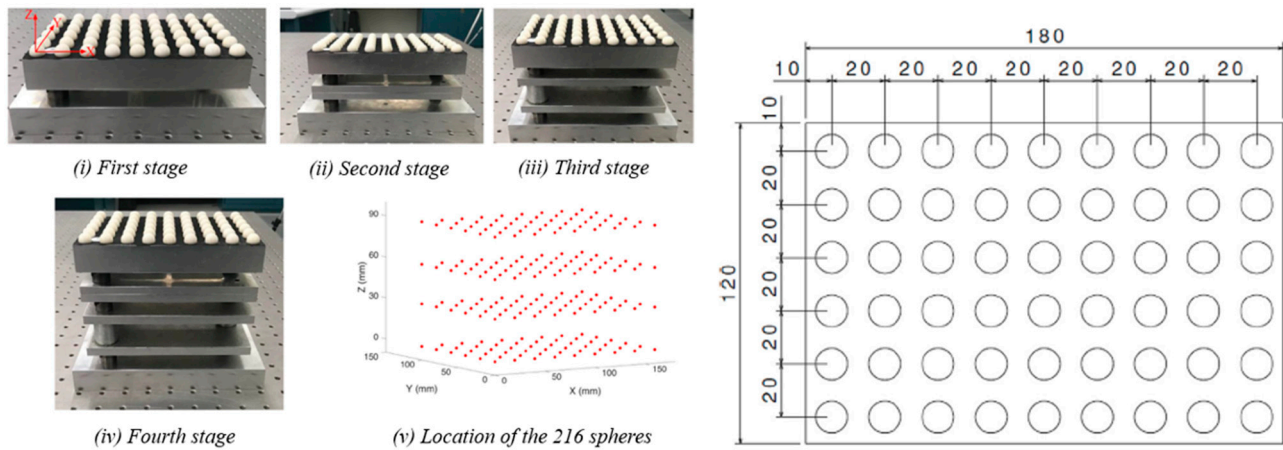 Z
Y
X
(i) First stage
(ii) Second stage
(iii) Third stage
(iv) Fourth stage
90
60
30
0
Z (mm)
150
100
50
0
Y (mm)
0
50
100
150
X (mm)
(v) Location of the 216 spheres
180
10 20 20 20 20 20 20 20 20
10
20
20
20
20
20
120